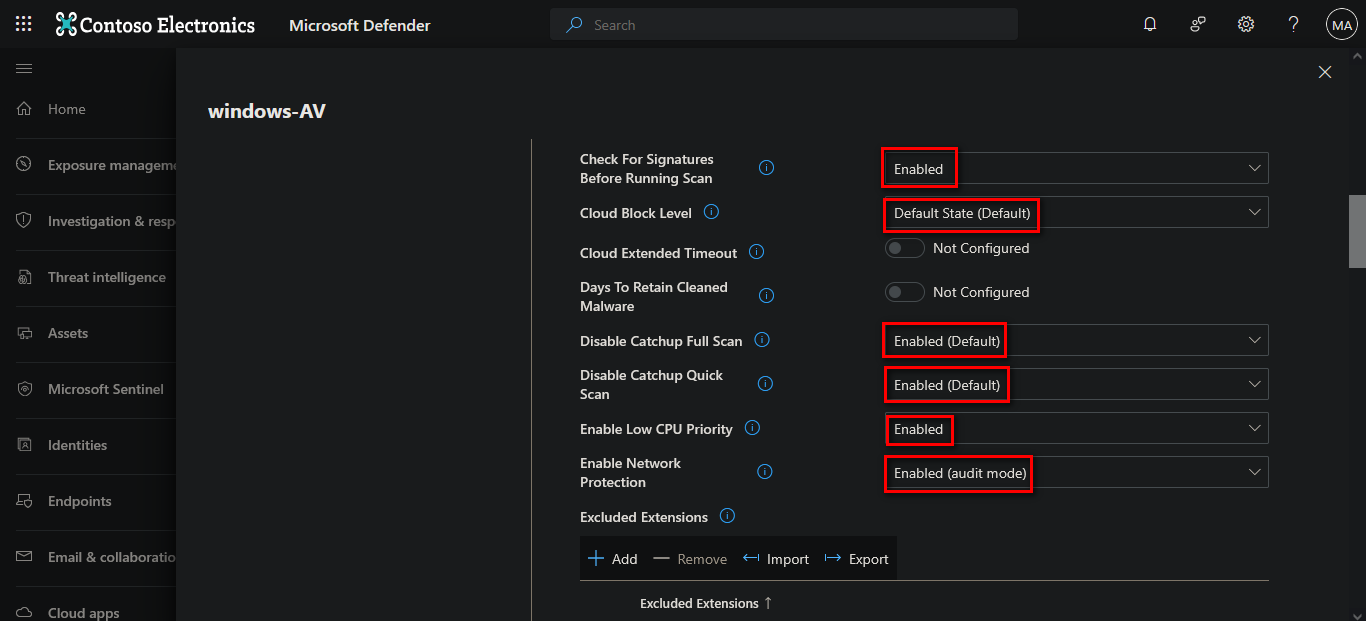 Contoso Electronics
Microsoft Defender
Search
?
MA
Home
Exposure manageme
Investigation & resp
Threat intelligence
Assets
Microsoft Sentinel
Identities
Endpoints
Email & collaboratio
Cloud apps
windows-AV
Check For Signatures
Before Running Scan
Enabled
Cloud Block Level
Default State (Default)
Cloud Extended Timeout
Not Configured
Days To Retain Cleaned
Malware
Not Configured
Disable Catchup Full Scan
Enabled (Default)
Disable Catchup Quick
Scan
Enabled (Default)
Enable Low CPU Priority
Enabled
Enable Network
Protection
Enabled (audit mode)
Excluded Extensions
Add Remove Import Export
Excluded Extensions ↑